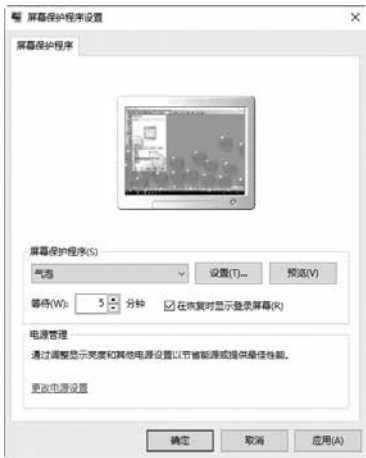 屏幕保护程序设置
屏幕保护程序
屏幕保护程序(S)
气泡
设置(T)...
预览(V)
等待(W): 5 分钟 在恢复时显示登录屏幕(R)
电源管理
通过调整显示亮度和其他电源设置以节省能源或提供最佳性能。
更改电源设置
确定 取消 应用(A)